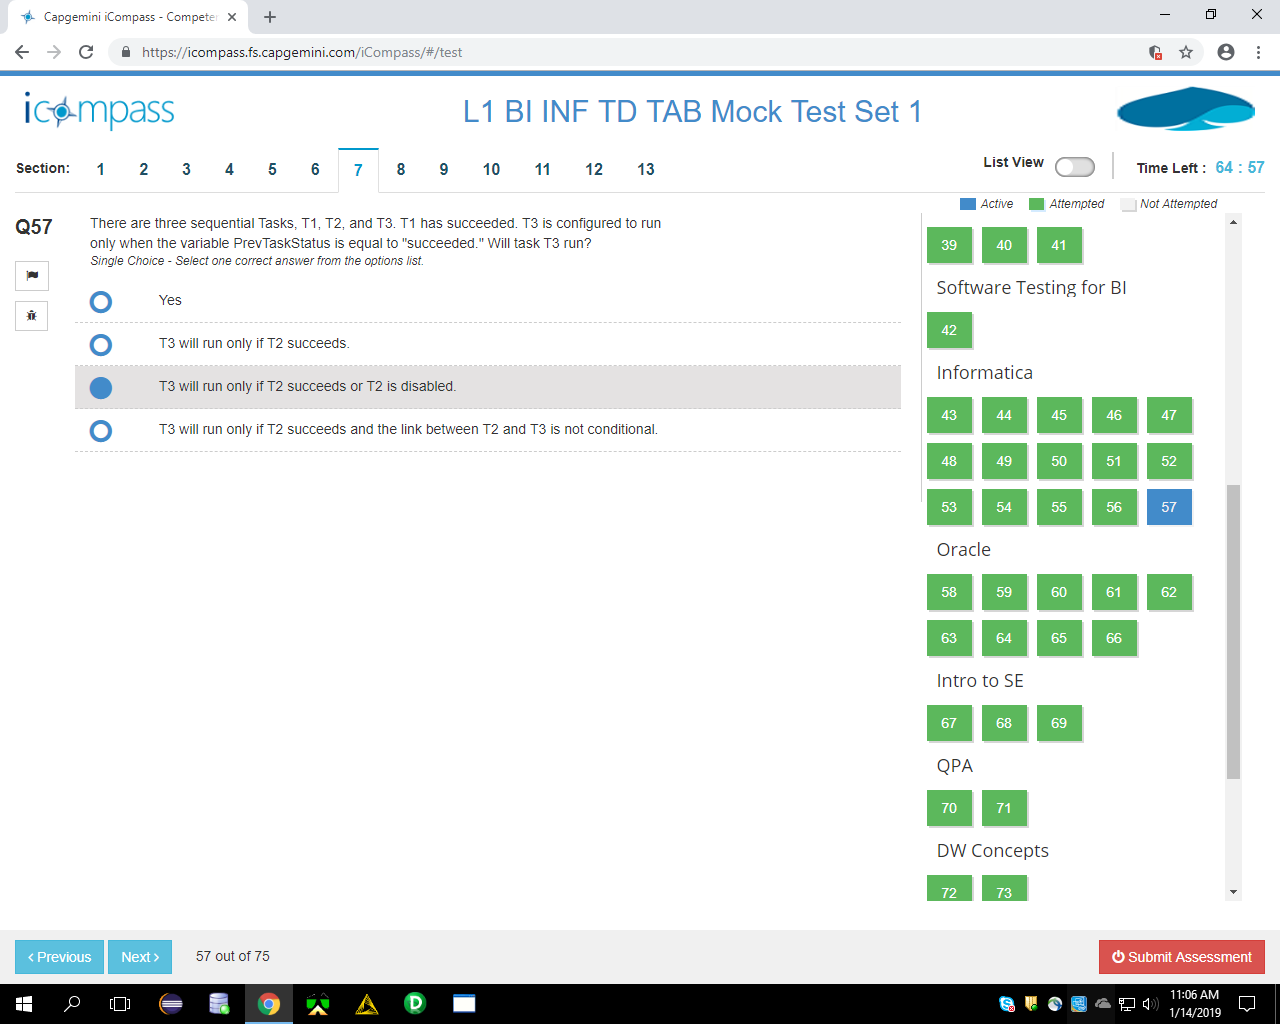 Capgemini iCompass - Competer
https://icompass.fs.capgemini.com/iCompass/#/test
icompass
L1 BI INF TD TAB Mock Test Set 1
Section: 1 2 3 4 5 6 7 8 9 10 11 12 13
List View
Time Left : 64 : 57
Active Attempted Not Attempted
Q57
There are three sequential Tasks, T1, T2, and T3. T1 has succeeded. T3 is configured to run
only when the variable PrevTaskStatus is equal to "succeeded." Will task T3 run?
Single Choice - Select one correct answer from the options list.
Yes
T3 will run only if T2 succeeds.
T3 will run only if T2 succeeds or T2 is disabled.
T3 will run only if T2 succeeds and the link between T2 and T3 is not conditional.
39 40 41
Software Testing for BI
42
Informatica
43 44 45 46 47
48 49 50 51 52
53 54 55 56 57
Oracle
58 59 60 61 62
63 64 65 66
Intro to SE
67 68 69
QPA
70 71
DW Concepts
72 73
‹ Previous
Next ›
57 out of 75
Submit Assessment
11:06 AM
1/14/2019